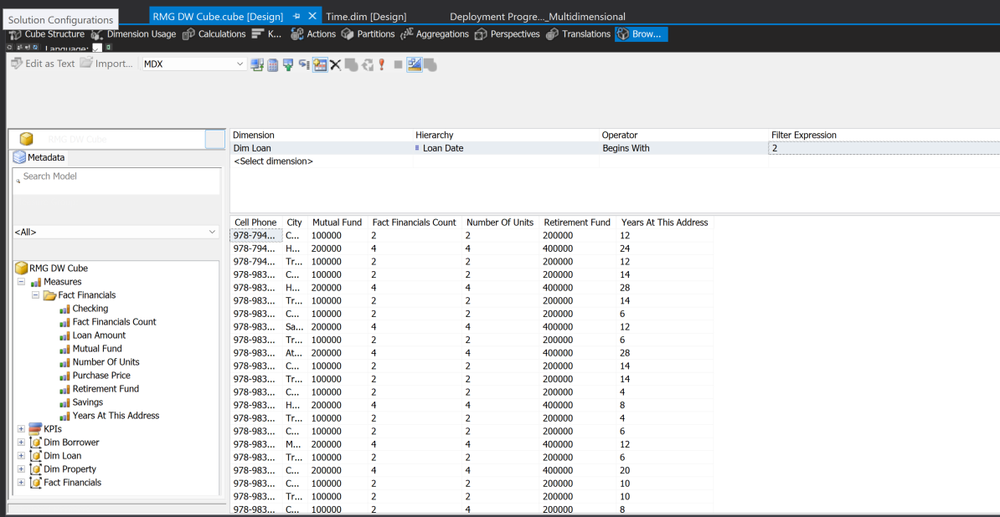 Solution Configurations
RMG DW Cube.cube [Design]
Time.dim [Design]
Deployment Progre..._Multidimensional
Cube Structure Dimension Usage Calculations K... Actions Partitions Aggregations Perspectives Translations Brow...
Language:
Edit as Text Import... MDX
RMG DW Cube
Metadata
Search Model
<All>
RMG DW Cube
Measures
Fact Financials
Checking
Fact Financials Count
Loan Amount
Mutual Fund
Number Of Units
Purchase Price
Retirement Fund
Savings
Years At This Address
KPIs
Dim Borrower
Dim Loan
Dim Property
Fact Financials
Dimension Hierarchy Operator Filter Expression
Dim Loan Loan Date Begins With 2
<Select dimension>
Cell Phone City Mutual Fund Fact Financials Count Number Of Units Retirement Fund Years At This Address
978-794... C... 100000 2 2 200000 12
978-794... H... 200000 4 4 400000 24
978-794... Tr... 100000 2 2 200000 12
978-983... C... 100000 2 2 200000 14
978-983... H... 200000 4 4 400000 28
978-983... Tr... 100000 2 2 200000 14
978-983... C... 100000 2 2 200000 6
978-983... Sa... 200000 4 4 400000 12
978-983... Tr... 100000 2 2 200000 6
978-983... At... 200000 4 4 400000 28
978-983... C... 100000 2 2 200000 14
978-983... Tr... 100000 2 2 200000 14
978-983... C... 100000 2 2 200000 4
978-983... H... 200000 4 4 400000 8
978-983... Tr... 100000 2 2 200000 4
978-983... C... 100000 2 2 200000 6
978-983... M... 200000 4 4 400000 12
978-983... Tr... 100000 2 2 200000 6
978-983... C... 200000 4 4 400000 20
978-983... C... 100000 2 2 200000 10
978-983... Tr... 100000 2 2 200000 10
978-983... C... 100000 2 4 200000 8